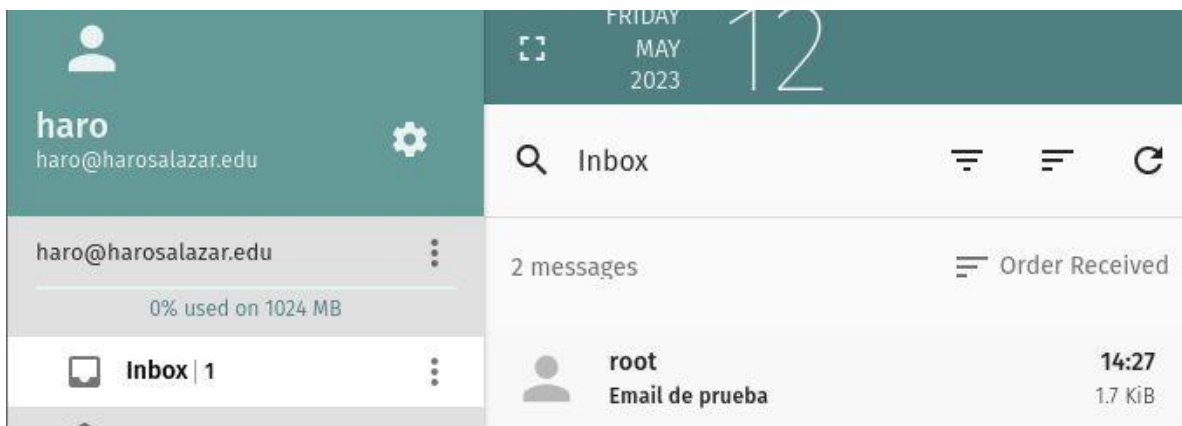 haro
haro@harosalazar.edu
haro@harosalazar.edu
0% used on 1024 MB
Inbox | 1
FRIDAY
MAY
2023
12
Inbox
2 messages
Order Received
root
14:27
Email de prueba
1.7 KiB